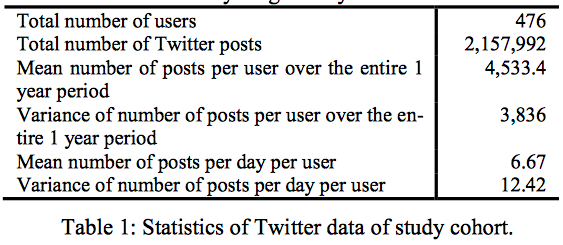 Total number of users 476
Total number of Twitter posts 2,157,992
Mean number of posts per user over the entire 1 4,533.4
year period
Variance of number of posts per user over the en- 3,836
tire 1 year period
Mean number of posts per day per user 6.67
Variance of number of posts per day per user 12.42
Table 1: Statistics of Twitter data of study cohort.